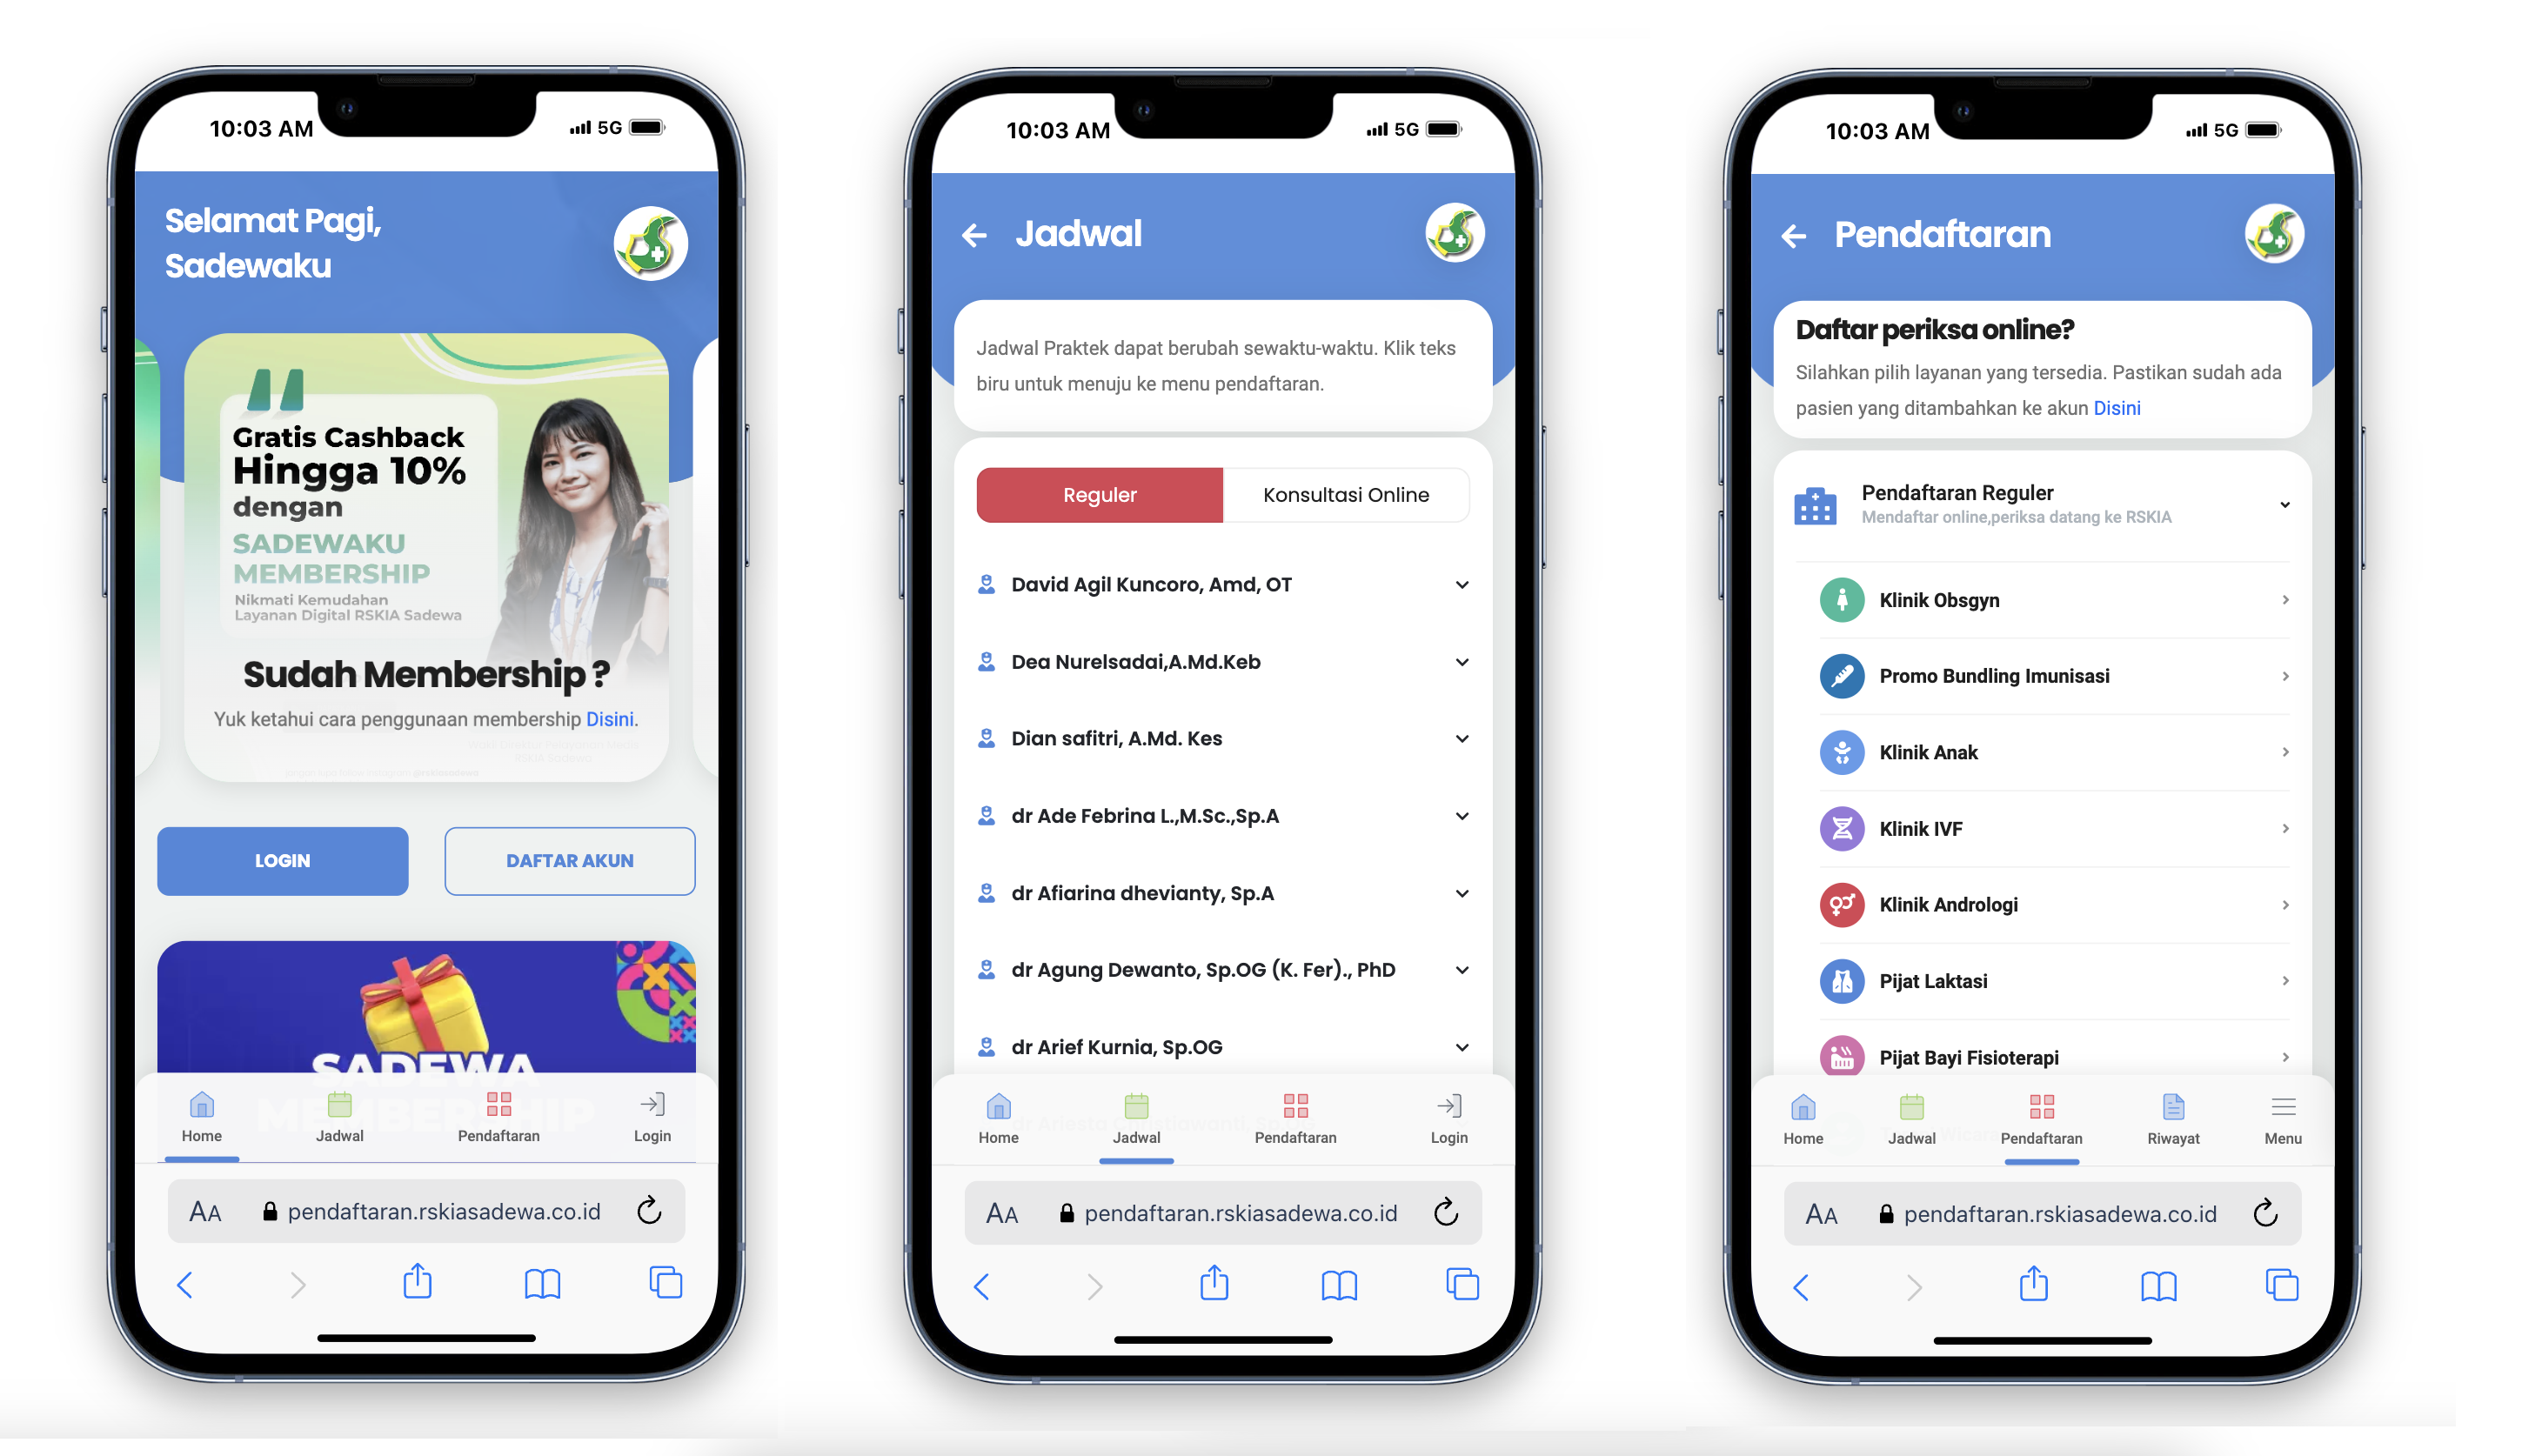 10:03 AM
5G
Selamat Pagi,
Sadewaku
Gratis Cashback
Hingga 10%
dengan
SADEWAKU
MEMBERSHIP
Nikmati Kemudahan
Layanan Digital RSKIA Sadewa
Sudah Membership ?
Yuk ketahui cara penggunaan membership Disini.
LOGIN
DAFTAR AKUN
SADEWA
MEMBERSHIP
Home
Jadwal
Pendaftaran
Login
AA
pendaftaran.rskiasadewa.co.id
10:03 AM
5G
Jadwal
Jadwal Praktek dapat berubah sewaktu-waktu. Klik teks
biru untuk menuju ke menu pendaftaran.
Reguler
Konsultasi Online
David Agil Kuncoro, Amd, OT
Dea Nurelsadai,A.Md.Keb
Dian safitri, A.Md. Kes
dr Ade Febrina L.,M.Sc.,Sp.A
dr Afiarina dhevianty, Sp.A
dr Agung Dewanto, Sp.OG (K. Fer)., PhD
dr Arief Kurnia, Sp.OG
dr Ariesta Christiawanti, Sp.OG
Home
Jadwal
Pendaftaran
Login
AA
pendaftaran.rskiasadewa.co.id
10:03 AM
5G
Pendaftaran
Daftar periksa online?
Silahkan pilih layanan yang tersedia. Pastikan sudah ada
pasien yang ditambahkan ke akun Disini
Pendaftaran Reguler
Mendaftar online,periksa datang ke RSKIA
Klinik Obsgyn
Promo Bundling Imunisasi
Klinik Anak
Klinik IVF
Klinik Andrologi
Pijat Laktasi
Pijat Bayi Fisioterapi
Home
Jadwal
Pendaftaran
Riwayat
Menu
AA
pendaftaran.rskiasadewa.co.id